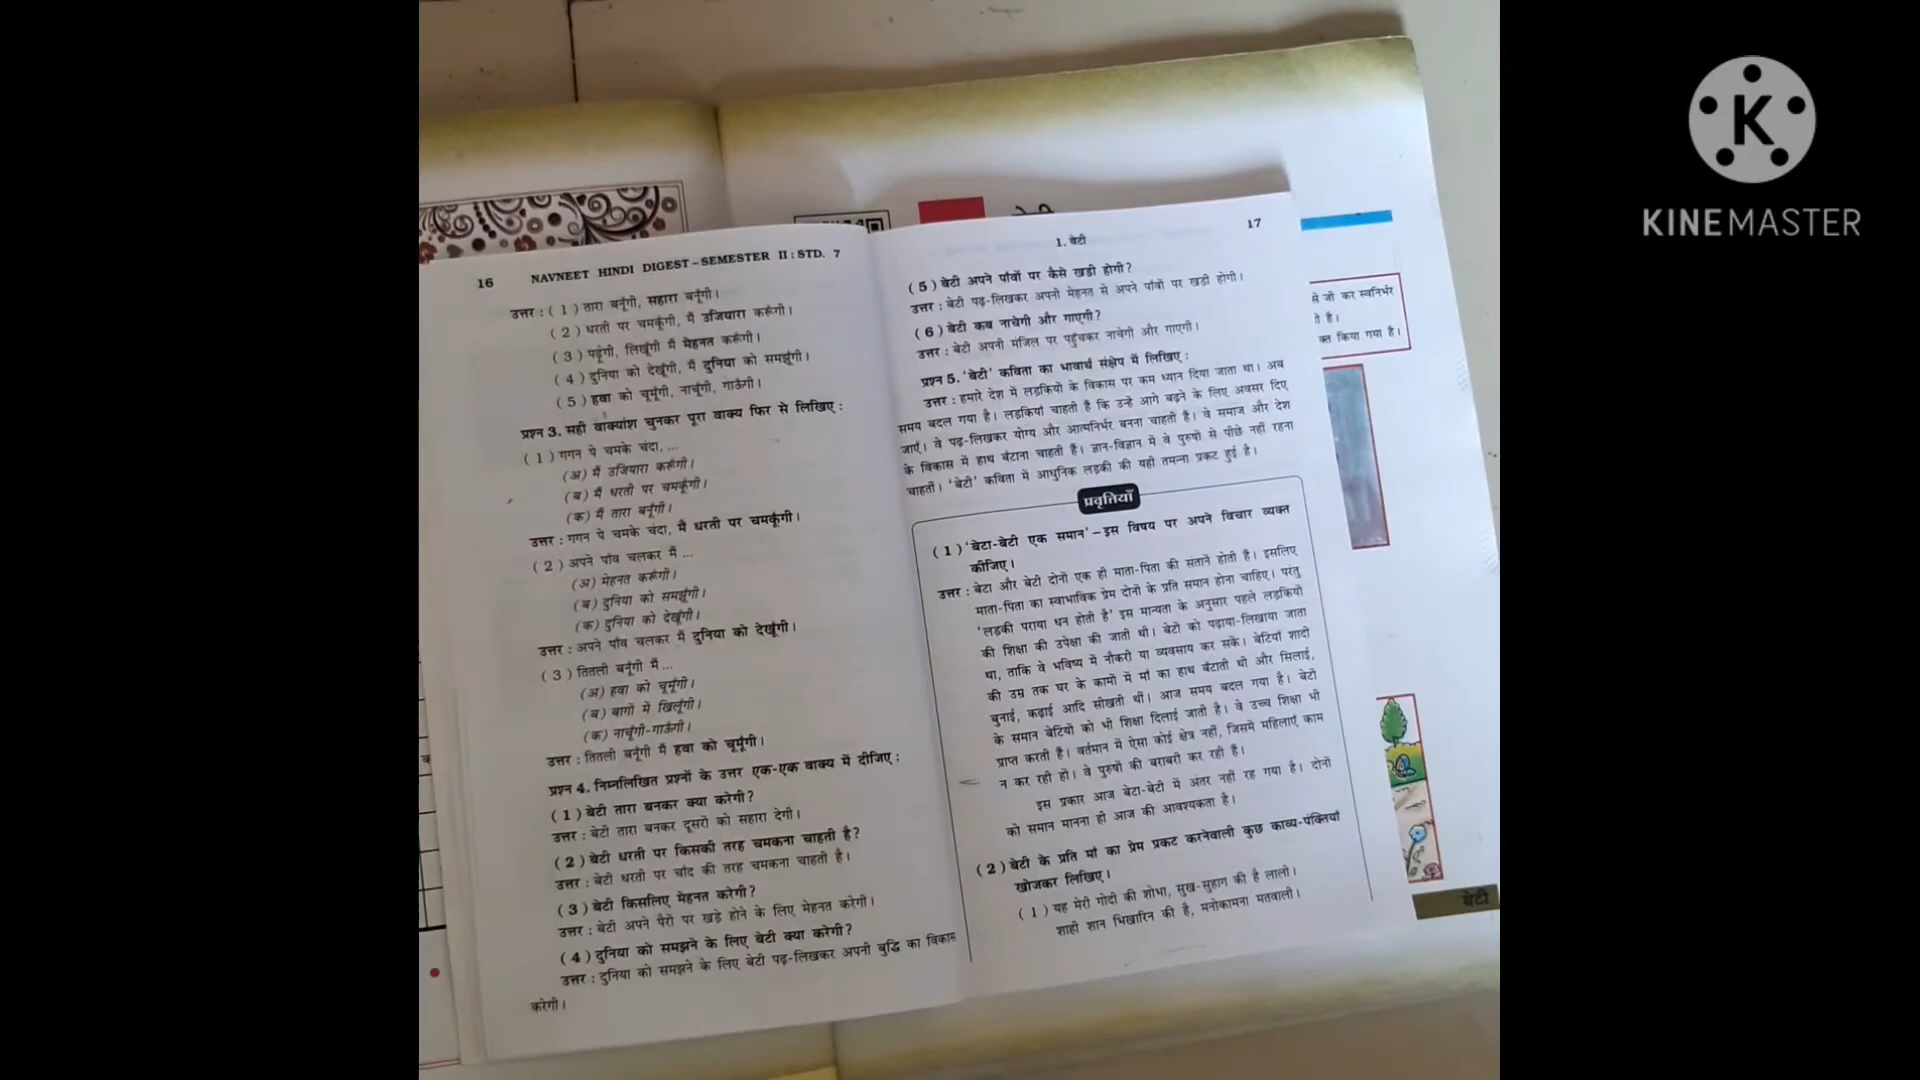 16 NAVNEET HINDI DIGEST – SEMESTER II : STD. 7
उत्तर : ( 1 ) तारा बनूँगी, सहारा बनूँगी।
( 2 ) धरती पर चमकूंगी, मैं उजियारा करूँगी।
( 3 ) पढ़ूंगी, लिखूँगी मैं मेहनत करूँगी।
( 4 ) दुनिया को देखूँगी, मैं दुनिया को समझूँगी।
( 5 ) हवा को चूमूँगी, नाचूँगी, गाऊँगी।
प्रश्न 3. सही वाक्यांश चुनकर पूरा वाक्य फिर से लिखिए :
( 1 ) गगन पे चमके चंदा, ...
(अ) मैं उजियारा करूँगी।
(ब) मैं धरती पर चमकूंगी।
(क) मैं तारा बनूँगी।
उत्तर : गगन पे चमके चंदा, मैं धरती पर चमकूंगी।
( 2 ) अपने पाँव चलकर मैं ...
(अ) मेहनत करूँगी।
(ब) दुनिया को समझूँगी।
(क) दुनिया को देखूँगी।
उत्तर : अपने पाँव चलकर मैं दुनिया को देखूँगी।
( 3 ) तितली बनूँगी मैं ...
(अ) हवा को चूमूँगी।
(ब) बागों में खिलूँगी।
(क) नाचूँगी-गाऊँगी।
उत्तर : तितली बनूँगी मैं हवा को चूमूँगी।
प्रश्न 4. निम्नलिखित प्रश्नों के उत्तर एक-एक वाक्य में दीजिए :
( 1 ) बेटी तारा बनकर क्या करेगी?
उत्तर : बेटी तारा बनकर दूसरों को सहारा देगी।
( 2 ) बेटी धरती पर किसकी तरह चमकना चाहती है?
उत्तर : बेटी धरती पर चाँद की तरह चमकना चाहती है।
( 3 ) बेटी किसलिए मेहनत करेगी?
उत्तर : बेटी अपने पैरों पर खड़े होने के लिए मेहनत करेगी।
( 4 ) दुनिया को समझने के लिए बेटी क्या करेगी?
उत्तर : दुनिया को समझने के लिए बेटी पढ़-लिखकर अपनी बुद्धि का विकास
करेगी।
1. बेटी 17
( 5 ) बेटी अपने पाँवों पर कैसे खड़ी होगी?
उत्तर : बेटी पढ़-लिखकर अपनी मेहनत से अपने पाँवों पर खड़ी होगी।
( 6 ) बेटी कब नाचेगी और गाएगी?
उत्तर : बेटी अपनी मंजिल पर पहुँचकर नाचेगी और गाएगी।
प्रश्न 5. 'बेटी' कविता का भावार्थ संक्षेप में लिखिए :
उत्तर : हमारे देश में लड़कियों के विकास पर कम ध्यान दिया जाता था। अब
समय बदल गया है। लड़कियाँ चाहती हैं कि उन्हें आगे बढ़ने के लिए अवसर दिए
जाएँ। वे पढ़-लिखकर योग्य और आत्मनिर्भर बनना चाहती हैं। वे समाज और देश
के विकास में हाथ बँटाना चाहती हैं। ज्ञान-विज्ञान में वे पुरुषों से पीछे नहीं रहना
चाहतीं। 'बेटी' कविता में आधुनिक लड़की की यही तमन्ना प्रकट हुई है।
प्रवृत्तियाँ
( 1 ) 'बेटा-बेटी एक समान' – इस विषय पर अपने विचार व्यक्त
कीजिए।
उत्तर : बेटा और बेटी दोनों एक ही माता-पिता की संतानें होती हैं। इसलिए
माता-पिता का स्वाभाविक प्रेम दोनों के प्रति समान होना चाहिए। परंतु
'लड़की पराया धन होती है' इस मान्यता के अनुसार पहले लड़कियों
की शिक्षा की उपेक्षा की जाती थी। बेटों को पढ़ाया-लिखाया जाता
था, ताकि वे भविष्य में नौकरी या व्यवसाय कर सकें। बेटियाँ शादी
की उम्र तक घर के कामों में माँ का हाथ बँटाती थीं और सिलाई,
बुनाई, कढ़ाई आदि सीखती थीं। आज समय बदल गया है। बेटों
के समान बेटियों को भी शिक्षा दिलाई जाती है। वे उच्च शिक्षा भी
प्राप्त करती हैं। वर्तमान में ऐसा कोई क्षेत्र नहीं, जिसमें महिलाएँ काम
न कर रही हों। वे पुरुषों की बराबरी कर रही हैं।
इस प्रकार आज बेटा-बेटी में अंतर नहीं रह गया है। दोनों
को समान मानना ही आज की आवश्यकता है।
( 2 ) बेटी के प्रति माँ का प्रेम प्रकट करनेवाली कुछ काव्य-पंक्तियाँ
खोजकर लिखिए।
( 1 ) यह मेरी गोदी की शोभा, सुख-सुहाग की है लाली।
शाही शान भिखारिन की है, मनोकामना मतवाली।
से जी कर स्वनिर्भर
है।
क्त किया गया है।
बेटी
KINEMASTER